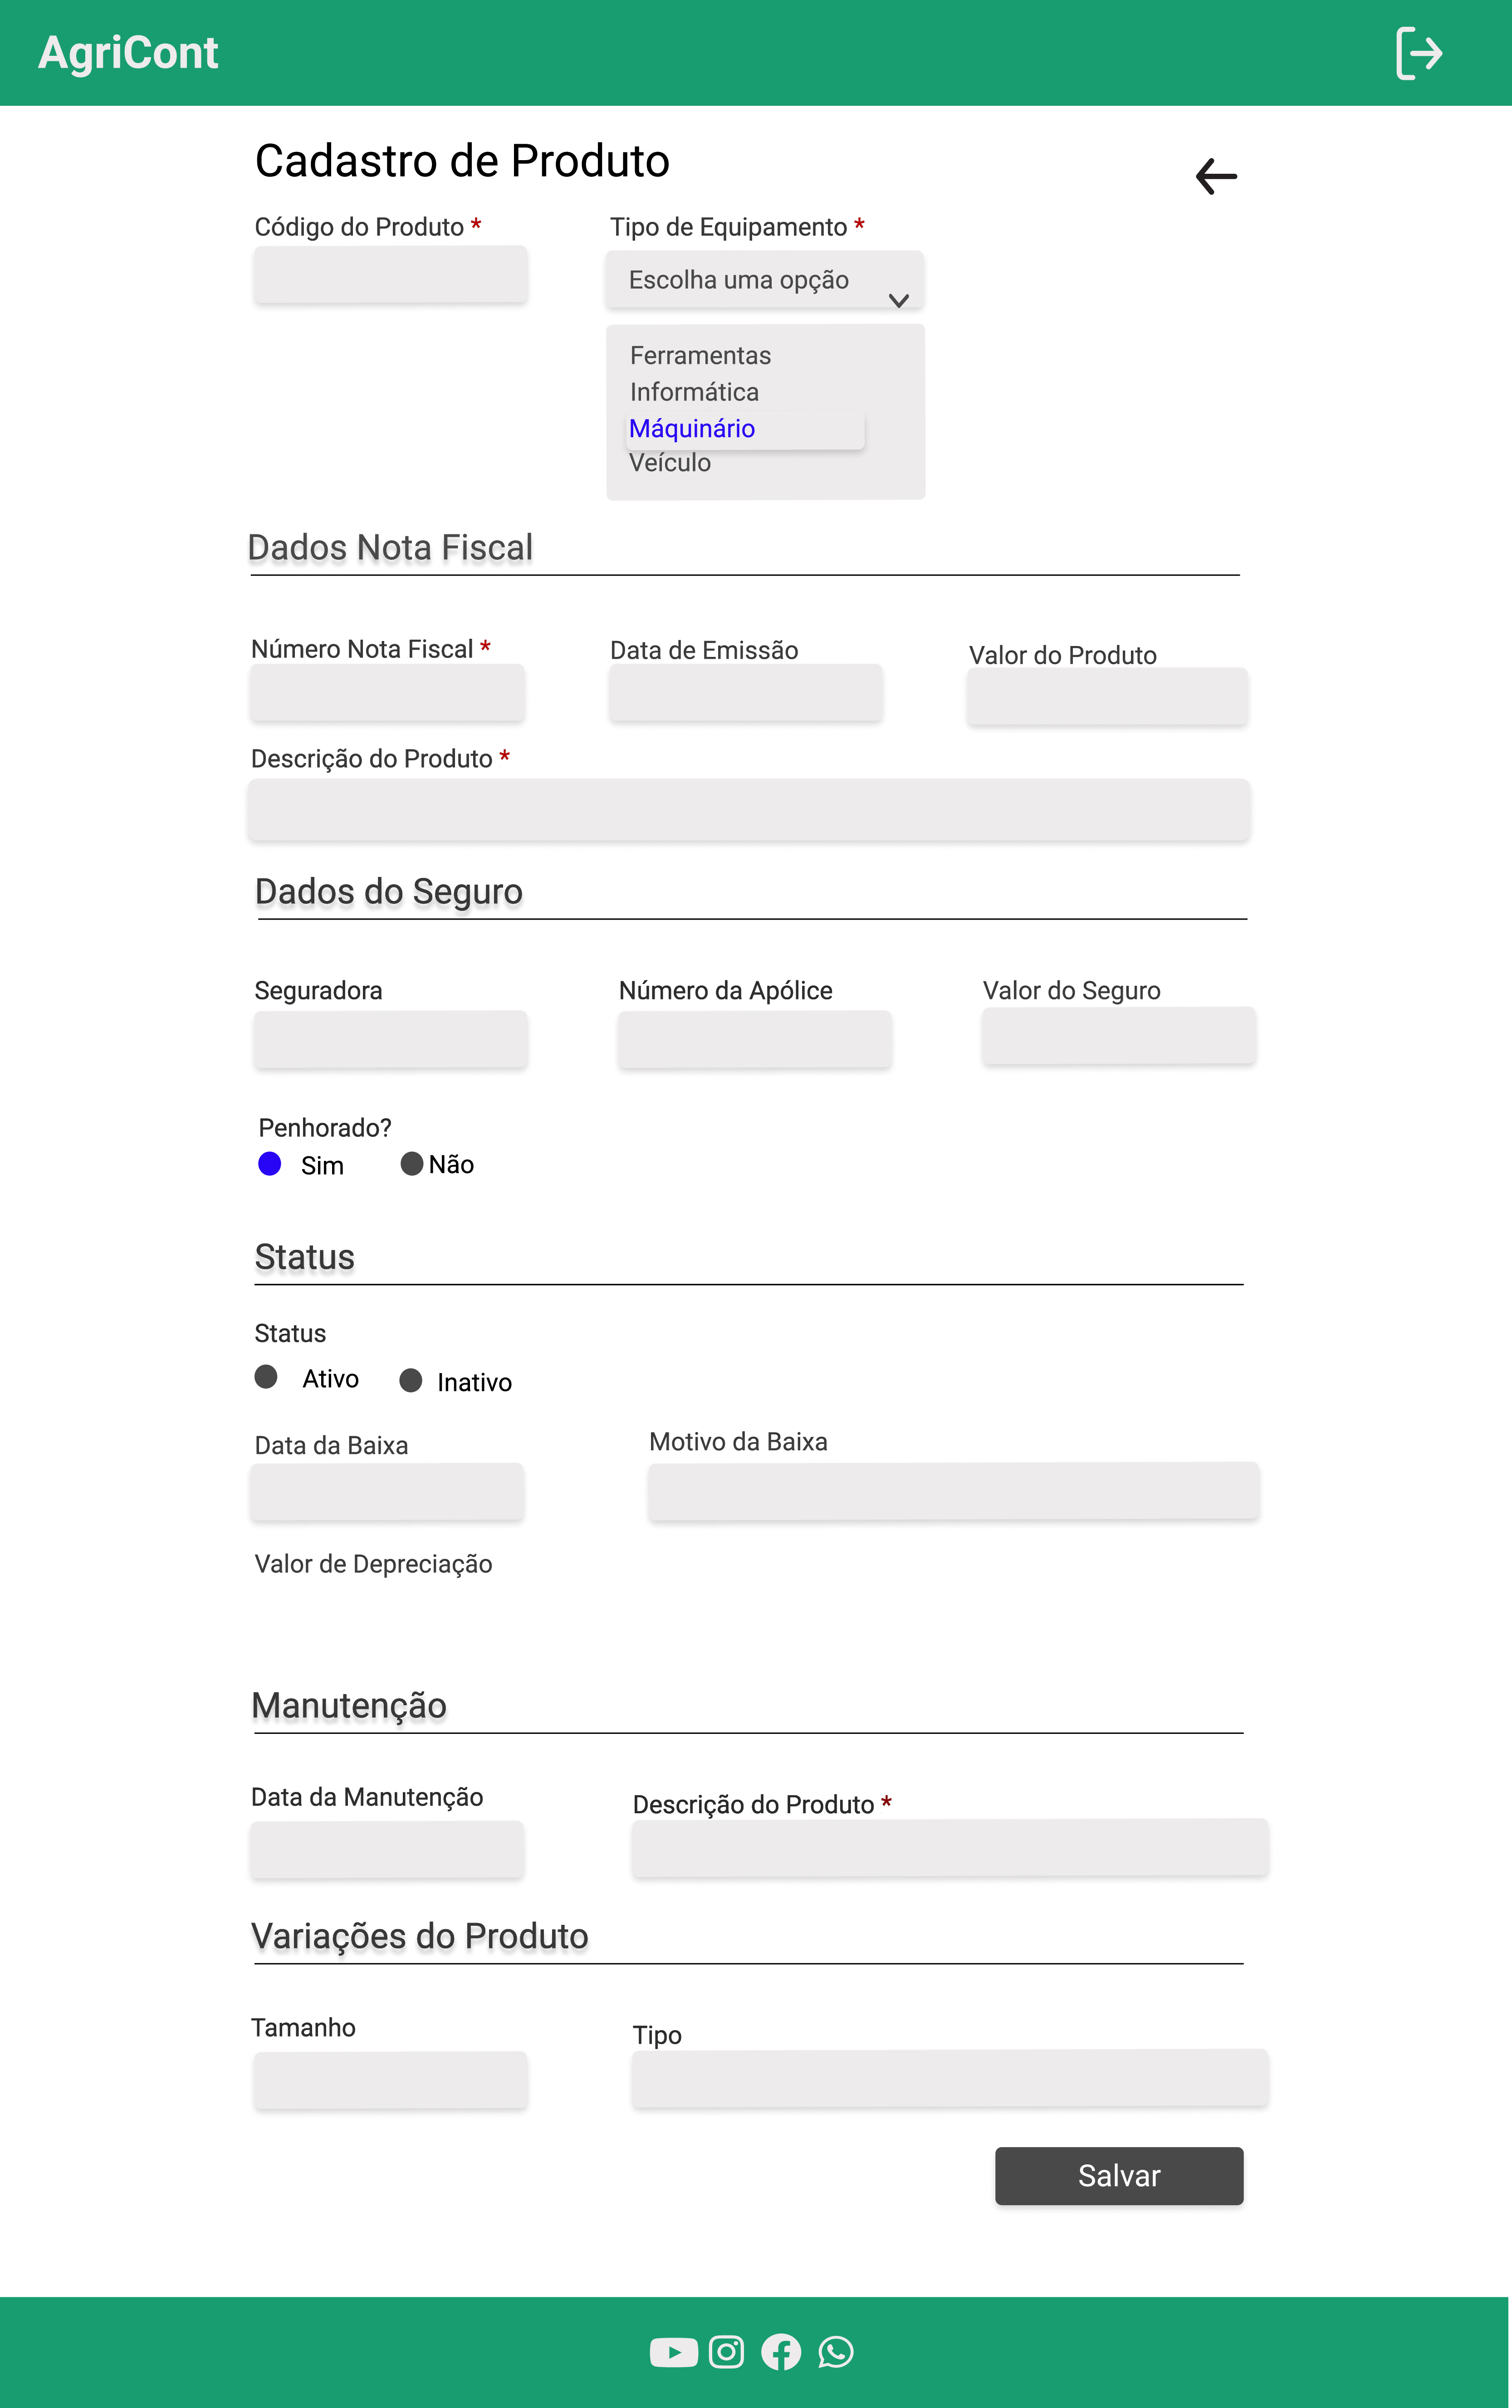 AgriCont
Cadastro de Produto
Código do Produto *
Tipo de Equipamento *
Escolha uma opção
Ferramentas
Informática
Máquinário
Veículo
Dados Nota Fiscal
Número Nota Fiscal *
Data de Emissão
Valor do Produto
Descrição do Produto *
Dados do Seguro
Seguradora
Número da Apólice
Valor do Seguro
Penhorado?
Sim
Não
Status
Status
Ativo
Inativo
Data da Baixa
Motivo da Baixa
Valor de Depreciação
Manutenção
Data da Manutenção
Descrição do Produto *
Variações do Produto
Tamanho
Tipo
Salvar